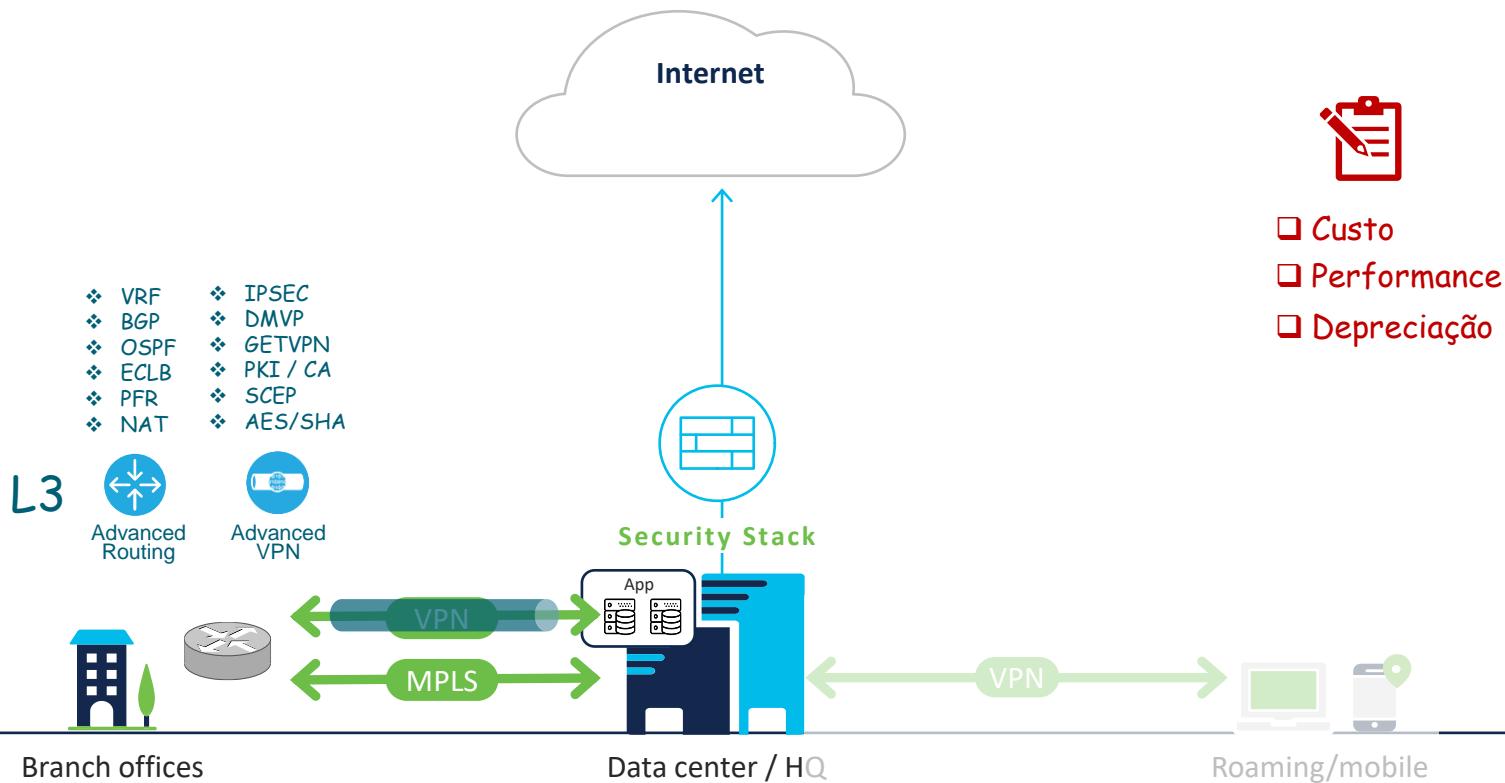 Internet
❑ Custo
❑ Performance
❑ Depreciação
❖ VRF
❖ BGP
❖ OSPF
❖ ECLB
❖ PFR
❖ NAT
❖ IPSEC
❖ DMVP
❖ GETVPN
❖ PKI / CA
❖ SCEP
❖ AES/SHA
L3
Advanced
Routing
Advanced
VPN
Security Stack
App
VPN
MPLS
VPN
Branch offices
Data center / HQ
Roaming/mobile